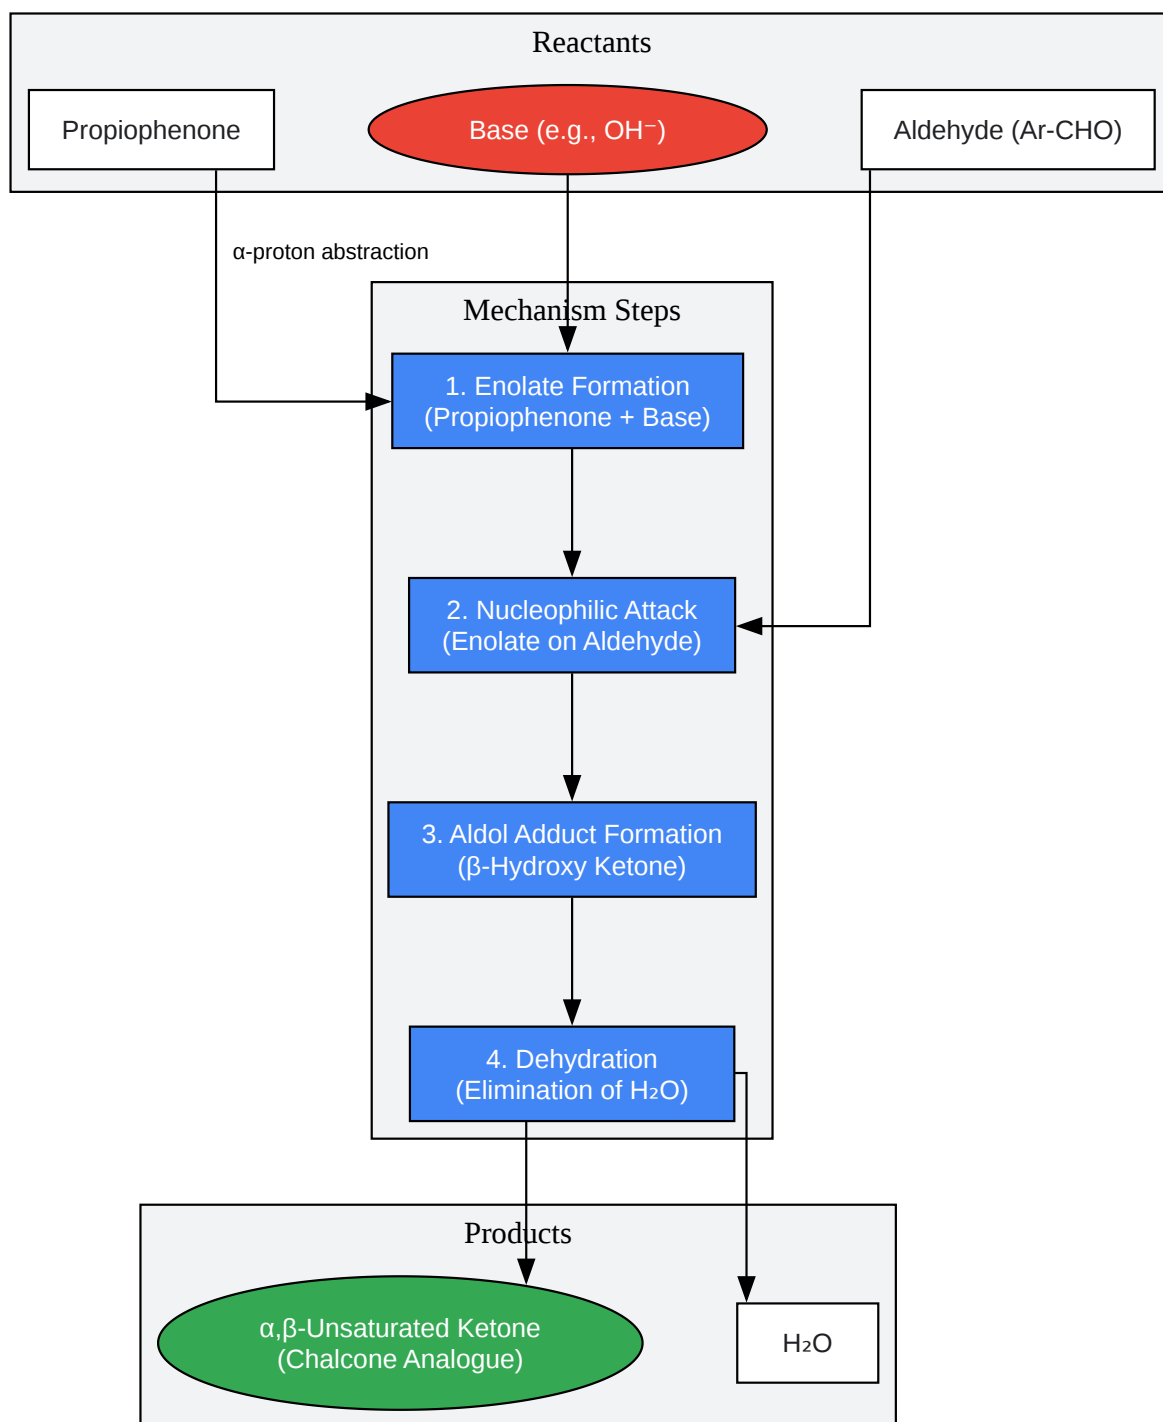 Reactants
Propiophenone
Base (e.g., OH⁻)
Aldehyde (Ar-CHO)
α-proton abstraction
Mechanism Steps
1. Enolate Formation
(Propiophenone + Base)
2. Nucleophilic Attack
(Enolate on Aldehyde)
3. Aldol Adduct Formation
(β-Hydroxy Ketone)
4. Dehydration
(Elimination of H₂O)
Products
α,β-Unsaturated Ketone
(Chalcone Analogue)
H₂O